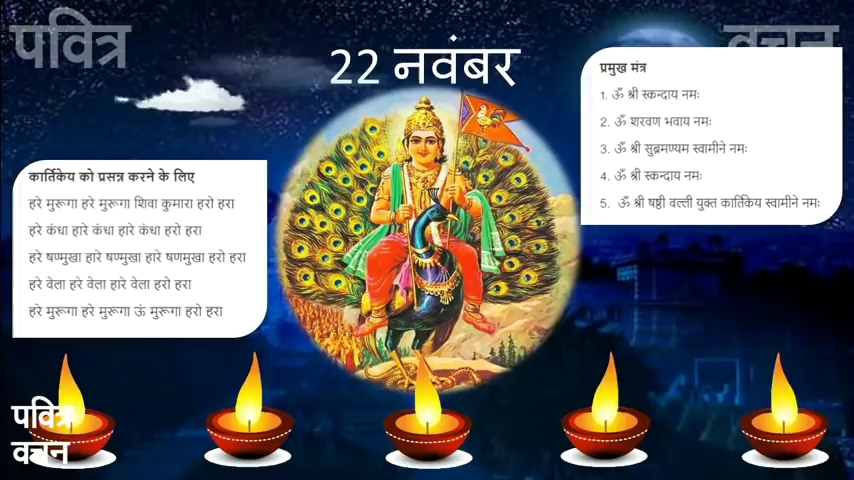 पवित्र
वचन
22 नवंबर
प्रमुख मंत्र
1. ॐ श्री स्कन्दाय नमः
2. ॐ शरवण भवाय नमः
3. ॐ श्री सुब्रमण्यम स्वामीने नमः
4. ॐ श्री स्कन्दाय नमः
5. ॐ श्री षष्ठी वल्ली युक्त कार्तिकेय स्वामीने नमः
कार्तिकेय को प्रसन्न करने के लिए
हरे मुरूगा हरे मुरूगा शिवा कुमारा हरो हरा
हरे कंधा हारे कंधा हारे कंधा हरो हरा
हरे षण्मुखा हारे षण्मुखा हारे षणमुखा हरो हरा
हरे वेला हरे वेला हारे वेला हरो हरा
हरे मुरूगा हरे मुरूगा ऊं मुरूगा हरो हरा
पवित्र
वचन